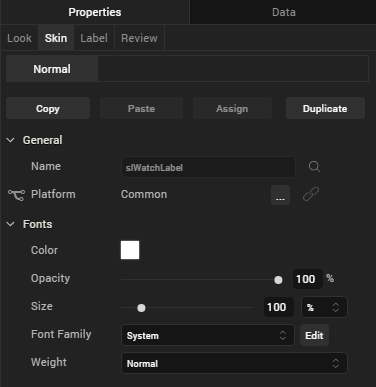 Properties Data
Look Skin Label Review
Normal
Copy Paste Assign Duplicate
General
Name slWatchLabel
Platform Common ...
Fonts
Color
Opacity 100 %
Size 100 %
Font Family System Edit
Weight Normal